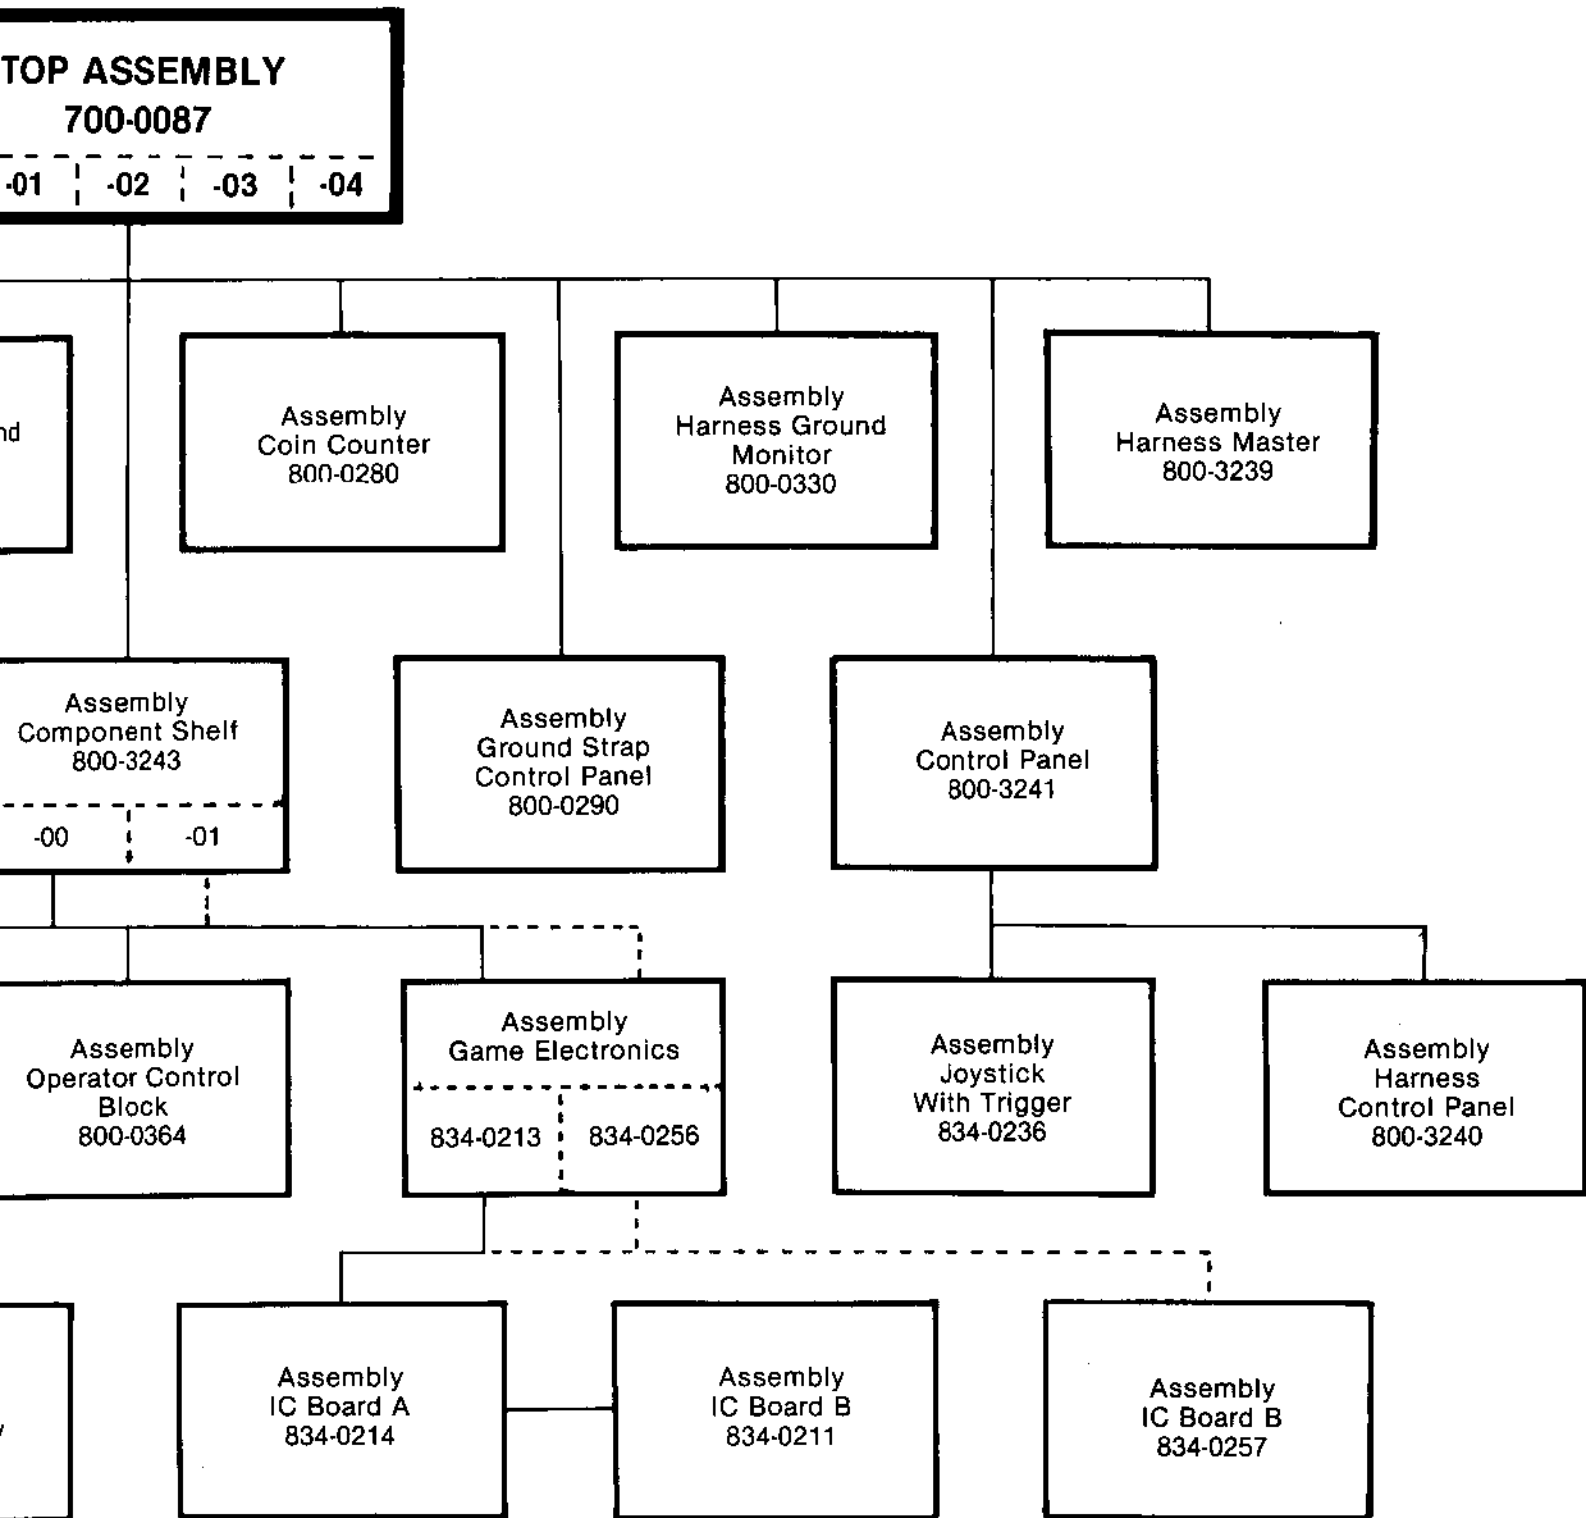 TOP ASSEMBLY
700-0087
-01 -02 -03 -04
Assembly
Coin Counter
800-0280
Assembly
Harness Ground
Monitor
800-0330
Assembly
Harness Master
800-3239
Assembly
Component Shelf
800-3243
-00 -01
Assembly
Ground Strap
Control Panel
800-0290
Assembly
Control Panel
800-3241
Assembly
Operator Control
Block
800-0364
Assembly
Game Electronics
834-0213 834-0256
Assembly
Joystick
With Trigger
834-0236
Assembly
Harness
Control Panel
800-3240
Assembly
IC Board A
834-0214
Assembly
IC Board B
834-0211
Assembly
IC Board B
834-0257